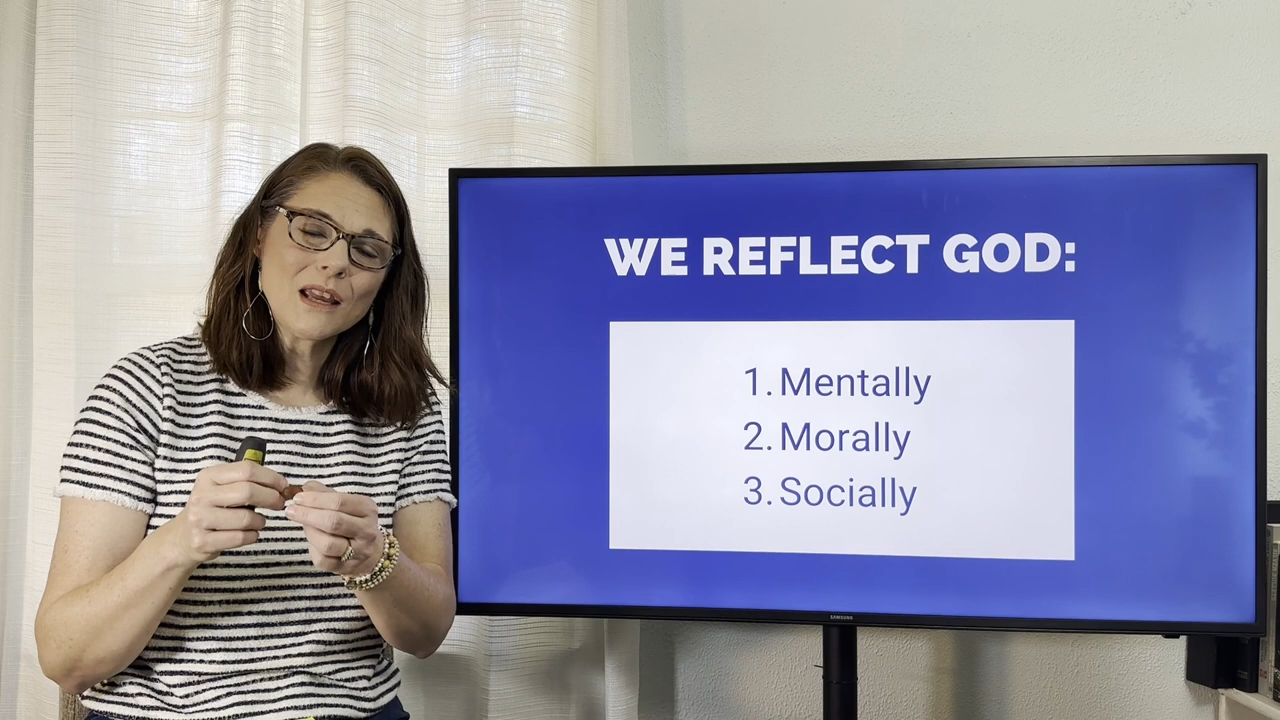 WE REFLECT GOD:
1. Mentally
2. Morally
3. Socially
SAMSUNG